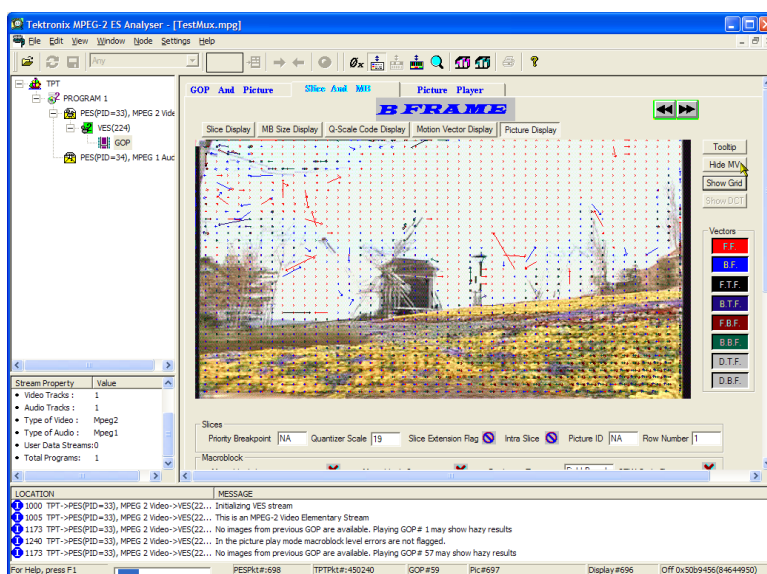 Tektronix MPEG-2 ES Analyser - [TestMux.mpg]
File Edit View Window Node Settings Help
Any
TPT
PROGRAM 1
PES(PID=33), MPEG 2 Vide
VES(224)
GOP
PES(PID=34), MPEG 1 Auc
GOP And Picture Slice And MB Picture Player
B FRAME
Slice Display MB Size Display Q-Scale Code Display Motion Vector Display Picture Display
Tooltip
Hide MV
Show Grid
Show DCT
Vectors
F.F.
B.F.
F.T.F.
B.T.F.
F.B.F.
B.B.F.
D.T.F.
D.B.F.
Stream Property Value
Video Tracks : 1
Audio Tracks : 1
Type of Video : Mpeg2
Type of Audio : Mpeg1
User Data Streams:0
Total Programs: 1
Slices
Priority Breakpoint NA Quantizer Scale 19 Slice Extension Flag Intra Slice Picture ID NA Row Number 1
Macroblock
LOCATION MESSAGE
1000 TPT->PES(PID=33), MPEG 2 Video->VES(22... Initializing VES stream
1005 TPT->PES(PID=33), MPEG 2 Video->VES(22... This is an MPEG-2 Video Elementary Stream
1173 TPT->PES(PID=33), MPEG 2 Video->VES(22... No images from previous GOP are available. Playing GOP# 1 may show hazy results
1240 TPT->PES(PID=33), MPEG 2 Video->VES(22... In the picture play mode macroblock level errors are not flagged.
1173 TPT->PES(PID=33), MPEG 2 Video->VES(22... No images from previous GOP are available. Playing GOP# 57 may show hazy results
For Help, press F1 PESPkt#:698 TPTPkt#:450240 GOP#59 Pic#697 Display#696 Off 0x50b9456(84644950)